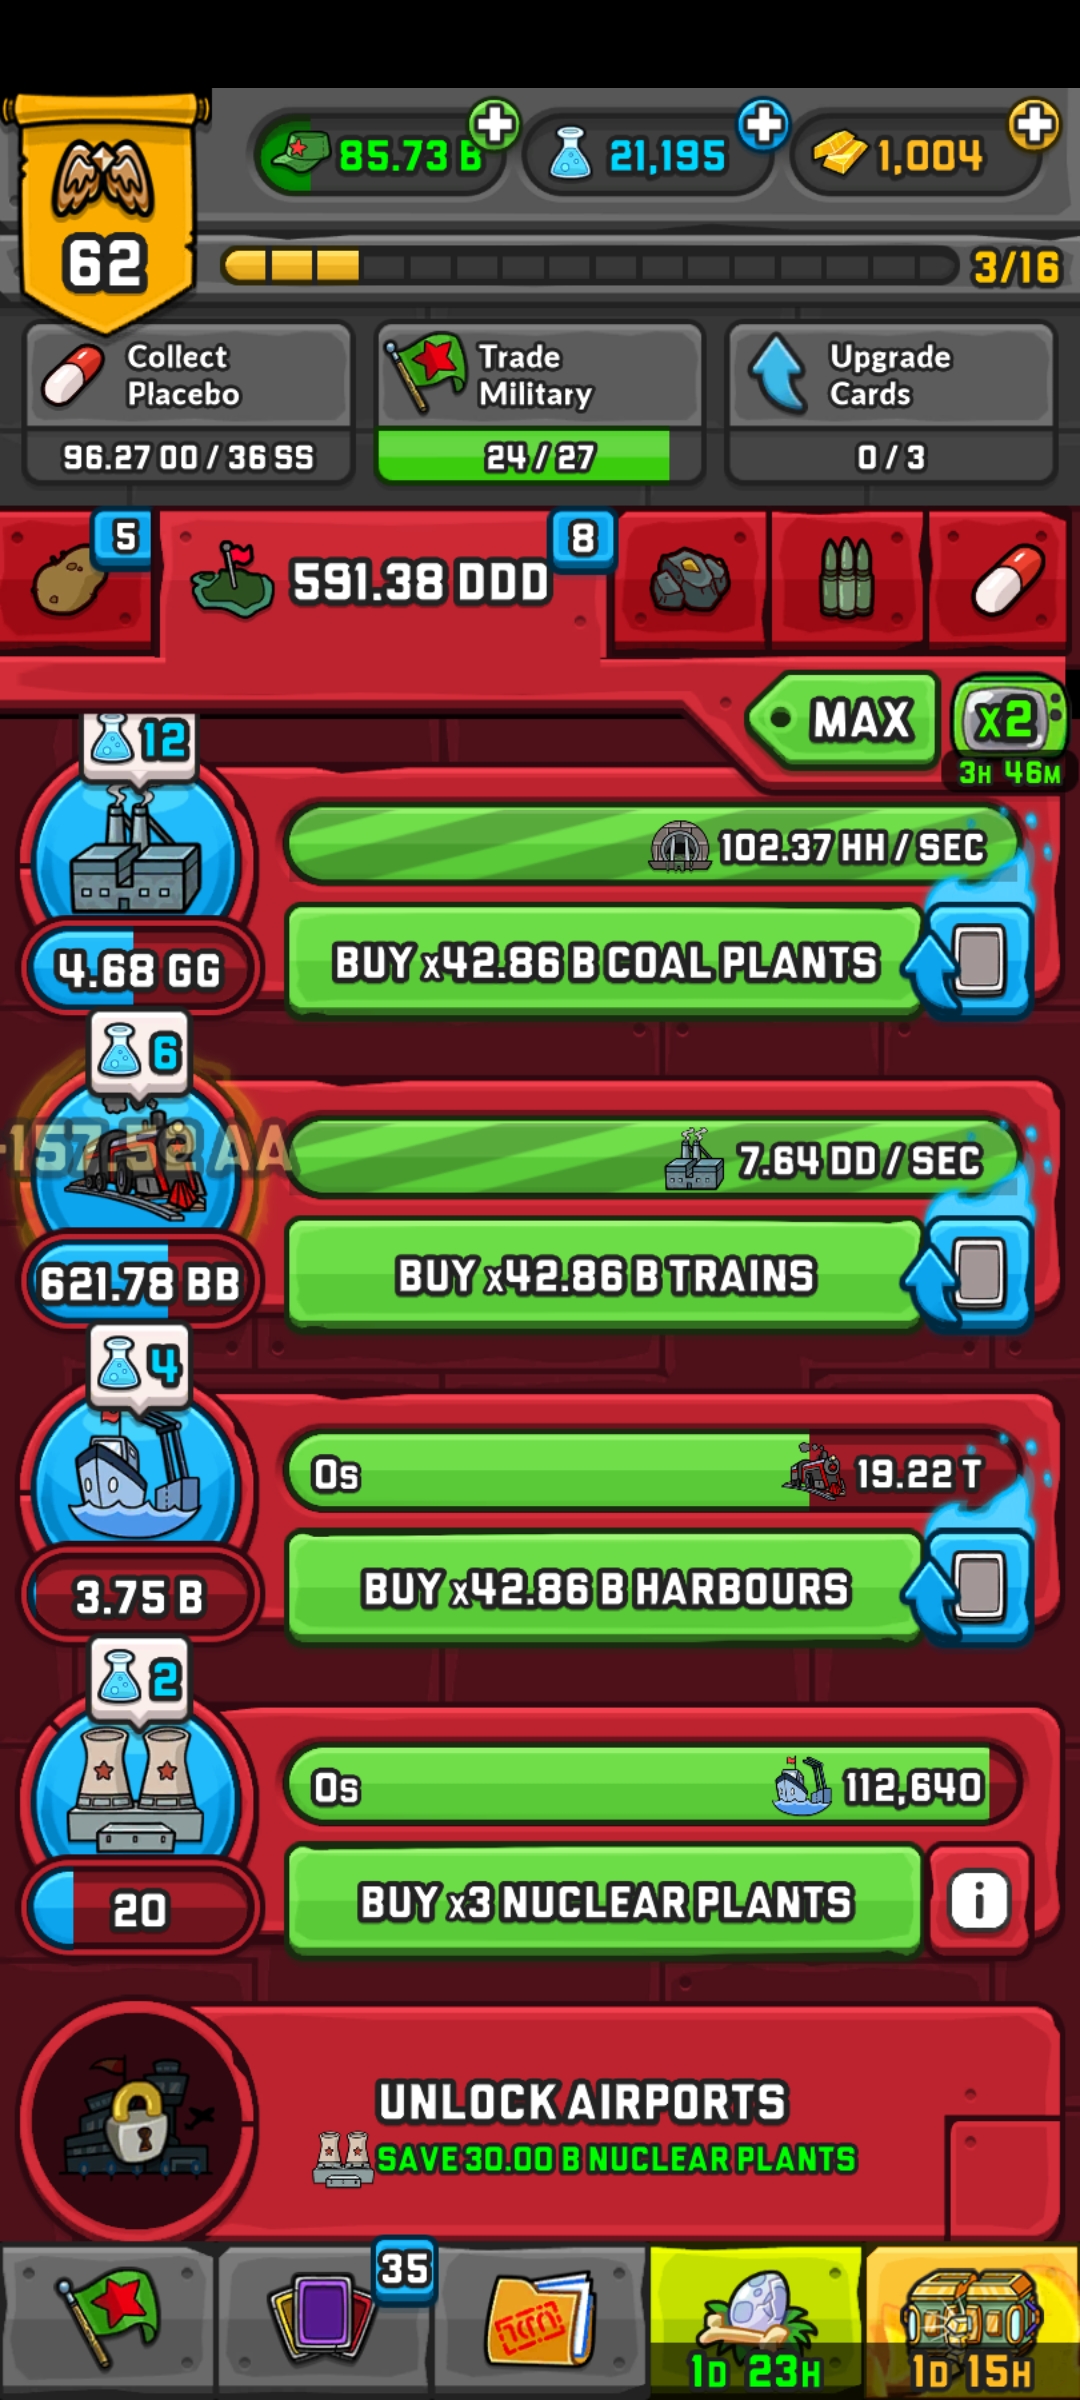 85.73 B
21,195
1,004
62
3/16
Collect
Placebo
96.27 OO / 36 SS
Trade
Military
24 / 27
Upgrade
Cards
0 / 3
5
591.38 DDD
8
MAX
x2
3H 46M
12
102.37 HH / SEC
4.68 GG
BUY x42.86 B COAL PLANTS
6
-157.52 AA
7.64 DD / SEC
621.78 BB
BUY x42.86 B TRAINS
4
0s
19.22 T
3.75 B
BUY x42.86 B HARBOURS
2
0s
112,640
20
BUY x3 NUCLEAR PLANTS
i
UNLOCK AIRPORTS
SAVE 30.00 B NUCLEAR PLANTS
35
1D 23H
1D 15H